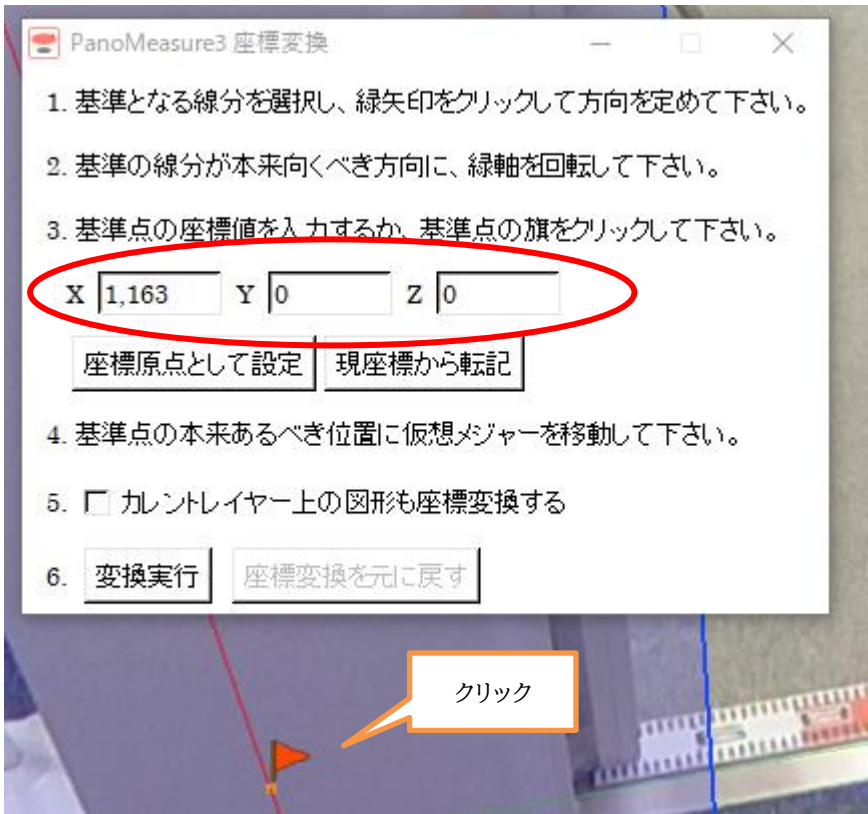 PanoMeasure3 座標変換
1. 基準となる線分を選択し、緑矢印をクリックして方向を定めて下さい。
2. 基準の線分が本来向くべき方向に、緑軸を回転して下さい。
3. 基準点の座標値を入力するか、基準点の旗をクリックして下さい。
X 1,163 Y 0 Z 0
座標原点として設定 現座標から転記
4. 基準点の本来あるべき位置に仮想メジャーを移動して下さい。
5. カレントレイヤー上の図形も座標変換する
6. 変換実行 座標変換を元に戻す
クリック